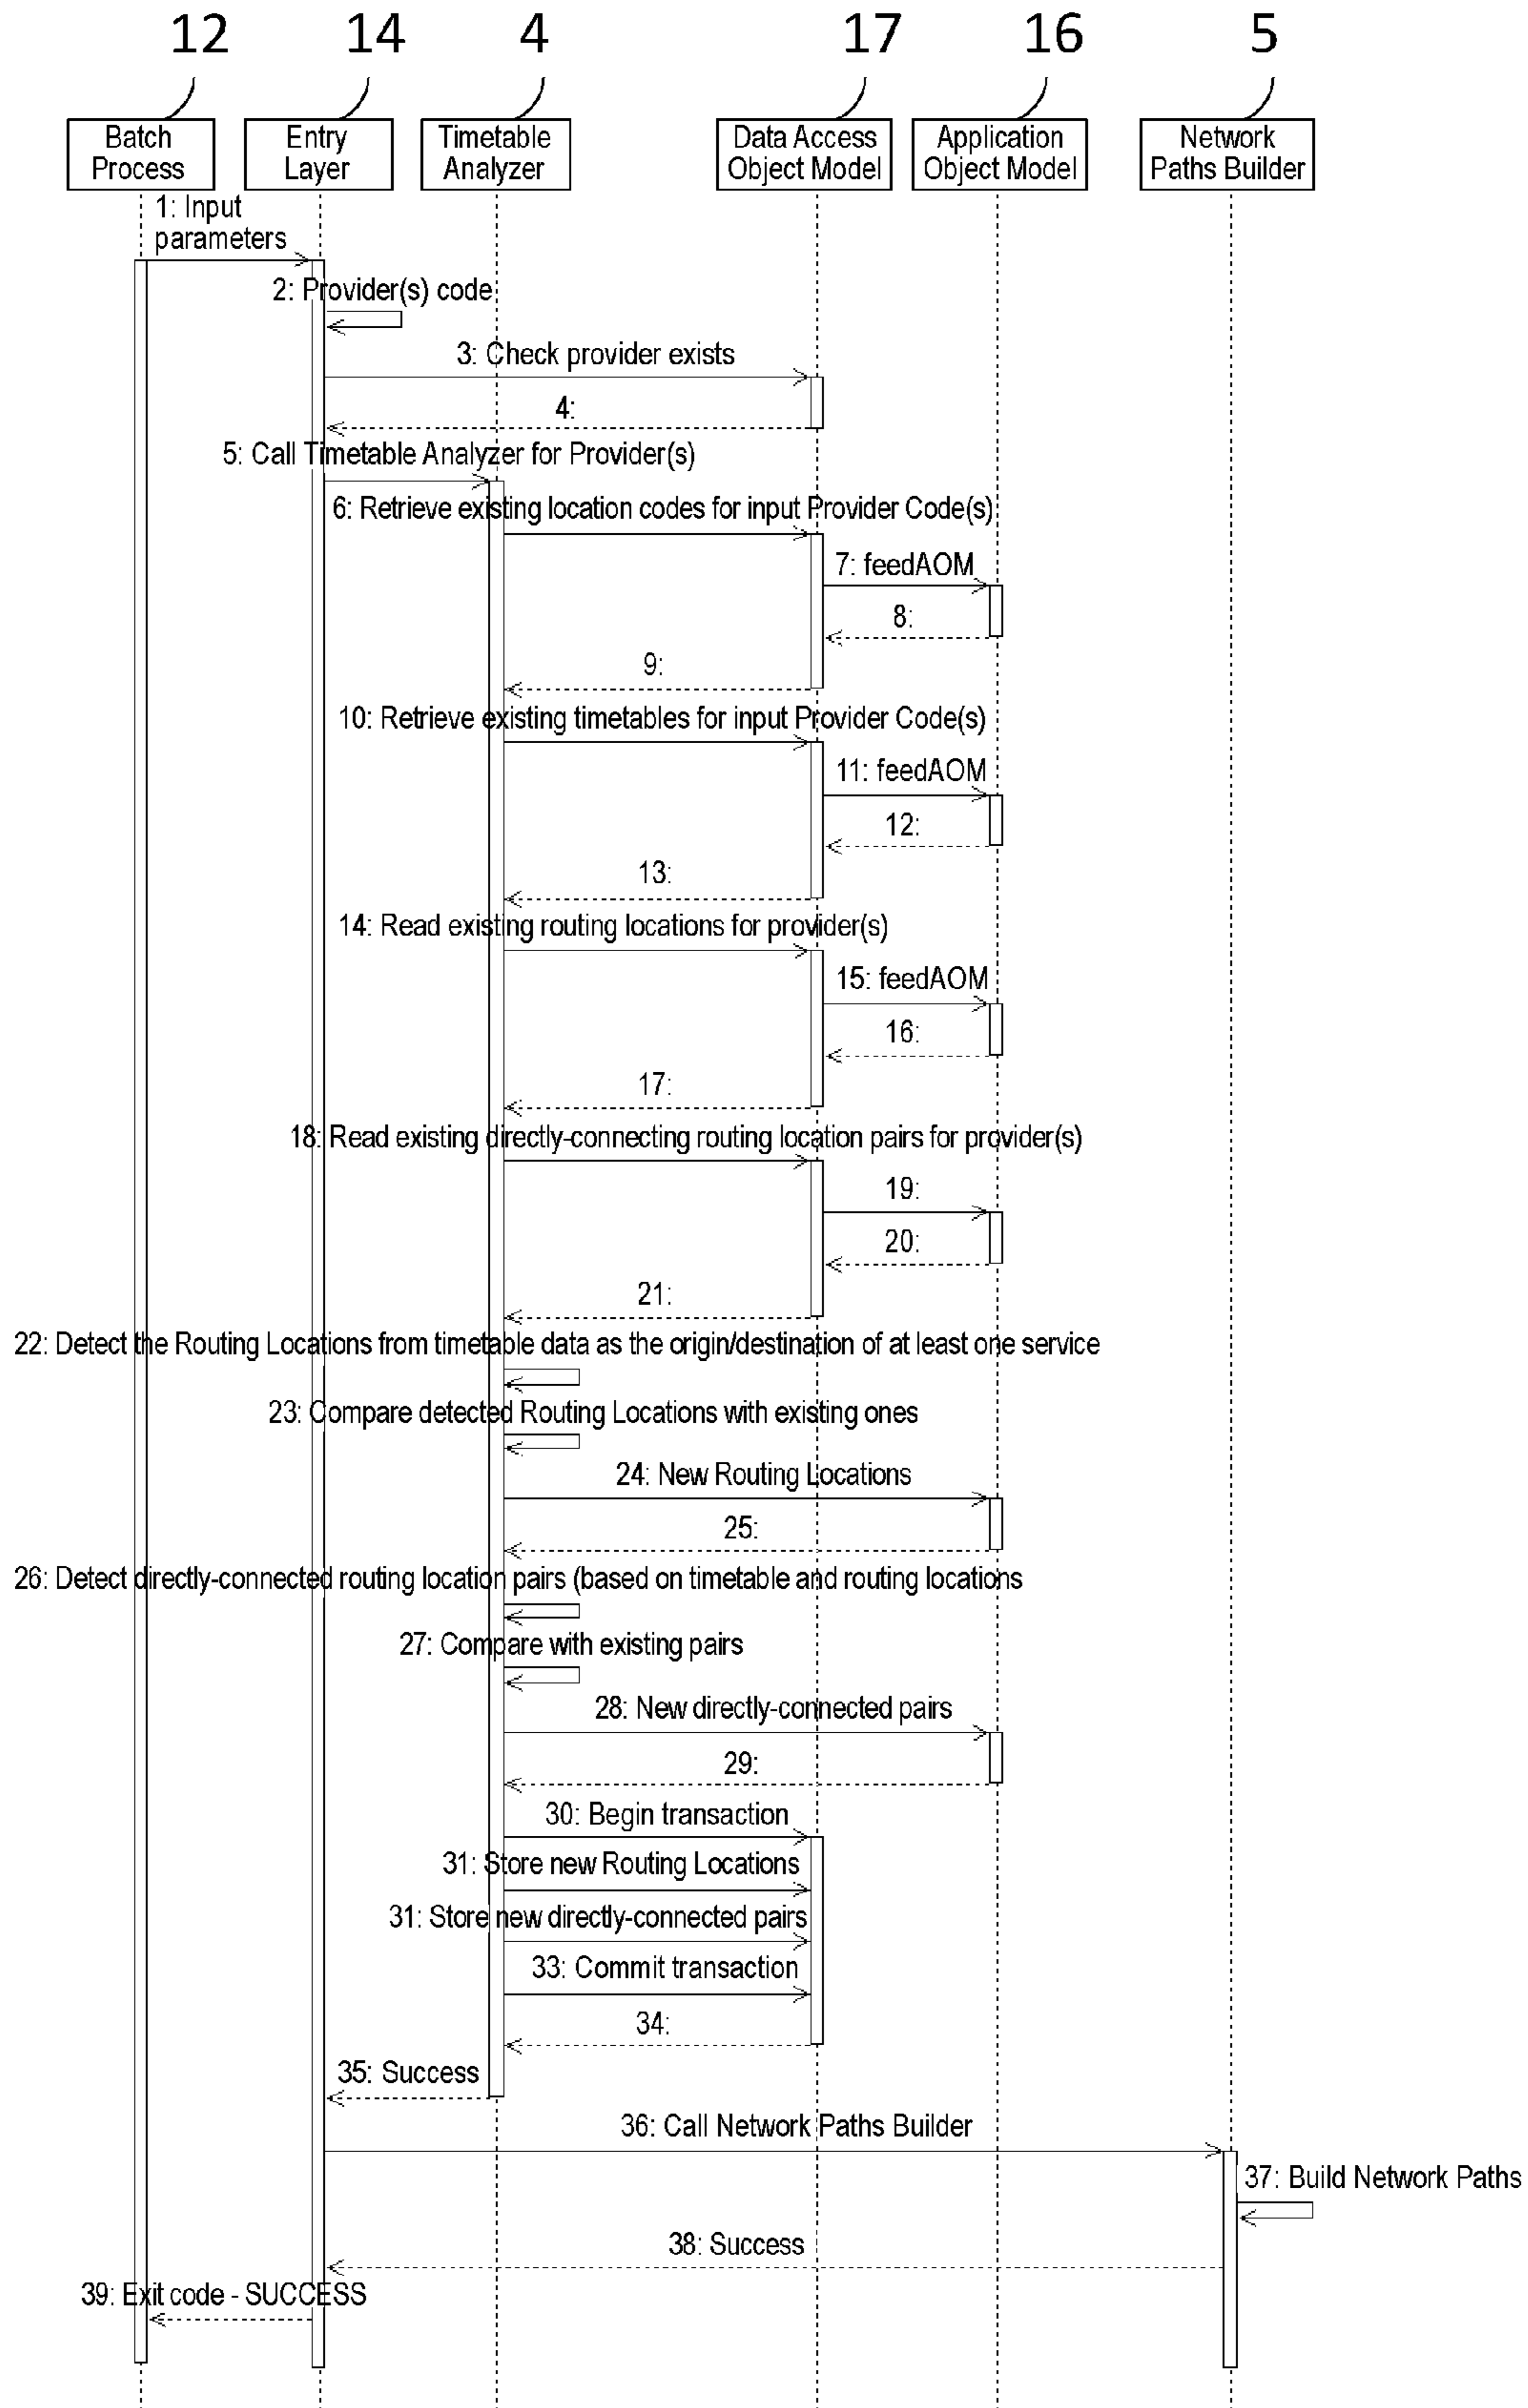 12
14
4
17
16
5
Batch
Process
Entry
Layer
Timetable
Analyzer
Data Access
Object Model
Application
Object Model
Network
Paths Builder
1: Input
parameters
2: Provider(s) code
3: Check provider exists
4:
5: Call Timetable Analyzer for Provider(s)
6: Retrieve existing location codes for input Provider Code(s)
7: feedAOM
8:
9:
10: Retrieve existing timetables for input Provider Code(s)
11: feedAOM
12:
13:
14: Read existing routing locations for provider(s)
15: feedAOM
16:
17:
18: Read existing directly-connecting routing location pairs for provider(s)
19:
20:
21:
22: Detect the Routing Locations from timetable data as the origin/destination of at least one service
23: Compare detected Routing Locations with existing ones
24: New Routing Locations
25:
26: Detect directly-connected routing location pairs (based on timetable and routing locations
27: Compare with existing pairs
28: New directly-connected pairs
29:
30: Begin transaction
31: Store new Routing Locations
31: Store new directly-connected pairs
33: Commit transaction
34:
35: Success
36: Call Network Paths Builder
37: Build Network Paths
38: Success
39: Exit code - SUCCESS